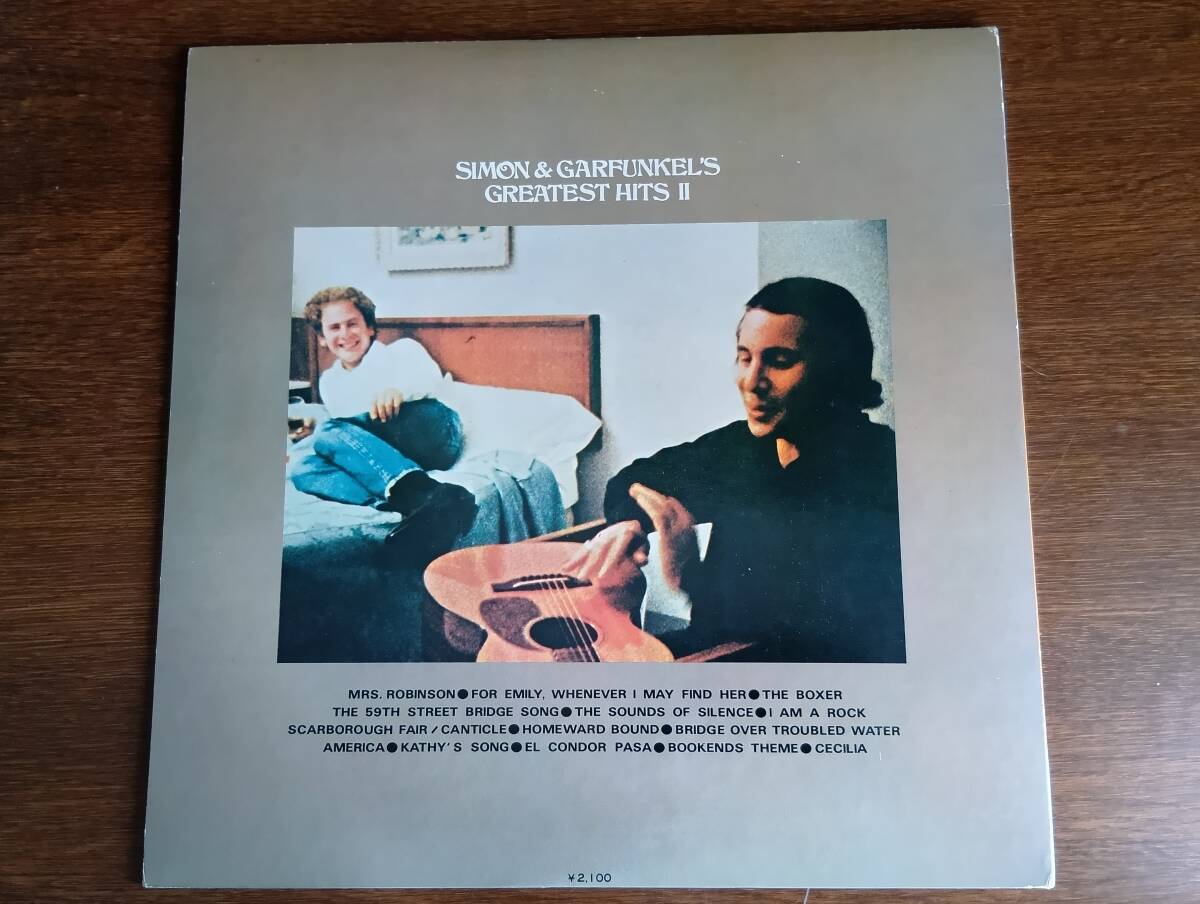 SIMON & GARFUNKEL'S
GREATEST HITS II
MRS. ROBINSON●FOR EMILY, WHENEVER I MAY FIND HER●THE BOXER
THE 59TH STREET BRIDGE SONG●THE SOUNDS OF SILENCE●I AM A ROCK
SCARBOROUGH FAIR / CANTICLE●HOMEWARD BOUND●BRIDGE OVER TROUBLED WATER
AMERICA●KATHY'S SONG●EL CONDOR PASA●BOOKENDS THEME●CECILIA
¥2,100